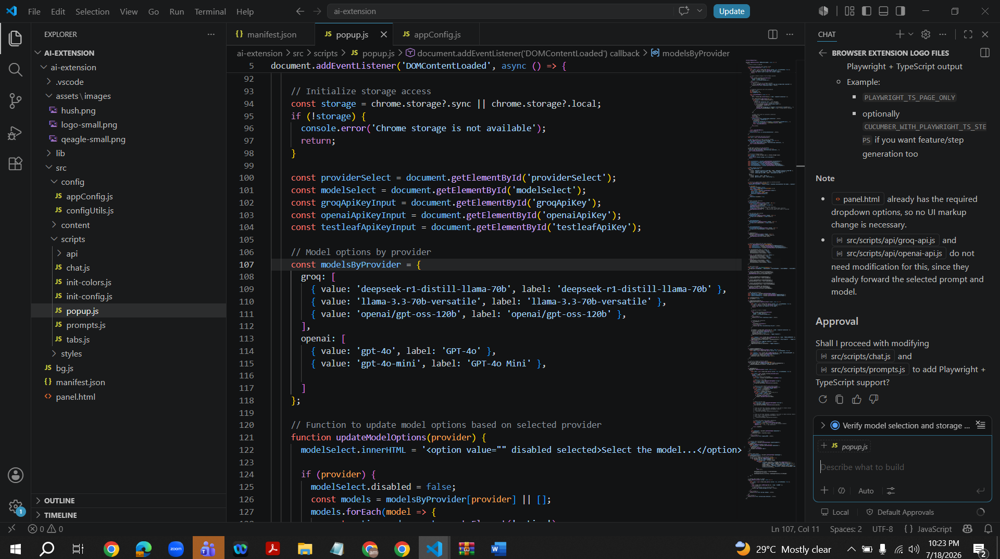 File Edit Selection View Go Run Terminal Help
ai-extension
Update
EXPLORER
AI-EXTENSION
ai-extension
.vscode
assets\images
hush.png
logo-small.png
qeagle-small.png
lib
src
config
JS appConfig.js
JS configUtils.js
content
scripts
api
JS chat.js
JS init-colors.js
JS init-config.js
JS popup.js
JS prompts.js
JS tabs.js
styles
JS bg.js
{} manifest.json
<> panel.html
OUTLINE
TIMELINE
1
{} manifest.json
JS popup.js
JS appConfig.js
ai-extension > src > scripts > JS popup.js > document.addEventListener('DOMContentLoaded') callback > modelsByProvider
5 document.addEventListener('DOMContentLoaded', async () => {
92
93 // Initialize storage access
94 const storage = chrome.storage?.sync || chrome.storage?.local;
95 if (!storage) {
96 console.error('Chrome storage is not available');
97 return;
98 }
99
100 const providerSelect = document.getElementById('providerSelect');
101 const modelSelect = document.getElementById('modelSelect');
102 const groqApiKeyInput = document.getElementById('groqApiKey');
103 const openaiApiKeyInput = document.getElementById('openaiApiKey');
104 const testleafApiKeyInput = document.getElementById('testleafApiKey');
105
106 // Model options by provider
107 const modelsByProvider = {
108 groq: [
109 { value: 'deepseek-r1-distill-llama-70b', label: 'deepseek-r1-distill-llama-70b' },
110 { value: 'llama-3.3-70b-versatile', label: 'llama-3.3-70b-versatile' },
111 { value: 'openai/gpt-oss-120b', label: 'openai/gpt-oss-120b' },
112 ],
113 openai: [
114 { value: 'gpt-4o', label: 'GPT-4o' },
115 { value: 'gpt-4o-mini', label: 'GPT-4o Mini' },
116
117 ]
118 };
119
120 // Function to update model options based on selected provider
121 function updateModelOptions(provider) {
122 modelSelect.innerHTML = '<option value="" disabled selected>Select the model...</option>
123
124 if (provider) {
125 modelSelect.disabled = false;
126 const models = modelsByProvider[provider] || [];
127 models.forEach(model => {
CHAT
BROWSER EXTENSION LOGO FILES
Playwright + TypeScript output
Example:
PLAYWRIGHT_TS_PAGE_ONLY
optionally
CUCUMBER_WITH_PLAYWRIGHT_TS_STE
PS if you want feature/step
generation too
Note
<> panel.html already has the required
dropdown options, so no UI markup
change is necessary.
src/scripts/api/groq-api.js and
src/scripts/api/openai-api.js do not
need modification for this, since they
already forward the selected prompt and
model.
Approval
Shall I proceed with modifying
src/scripts/chat.js and
src/scripts/prompts.js to add Playwright +
TypeScript support?
Verify model selection and storage ...
+ JS popup.js
Describe what to build
Auto
Local Default Approvals
0 0
Ln 107, Col 11 Spaces: 2 UTF-8 {} JavaScript
zoom
T
am
W
29°C Mostly clear
10:23 PM
7/18/2026
2